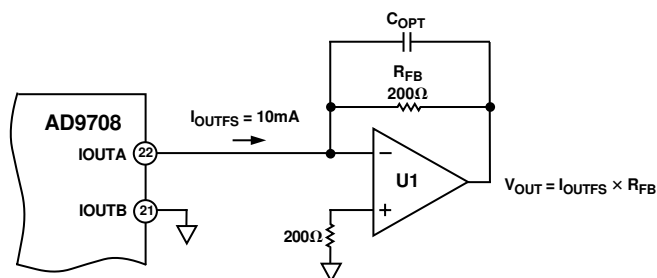 C_OPT
R_FB
200Ω
AD9708
I_OUTFS = 10mA
IOUTA 22
IOUTB 21
−
U1
+
V_OUT = I_OUTFS × R_FB
200Ω